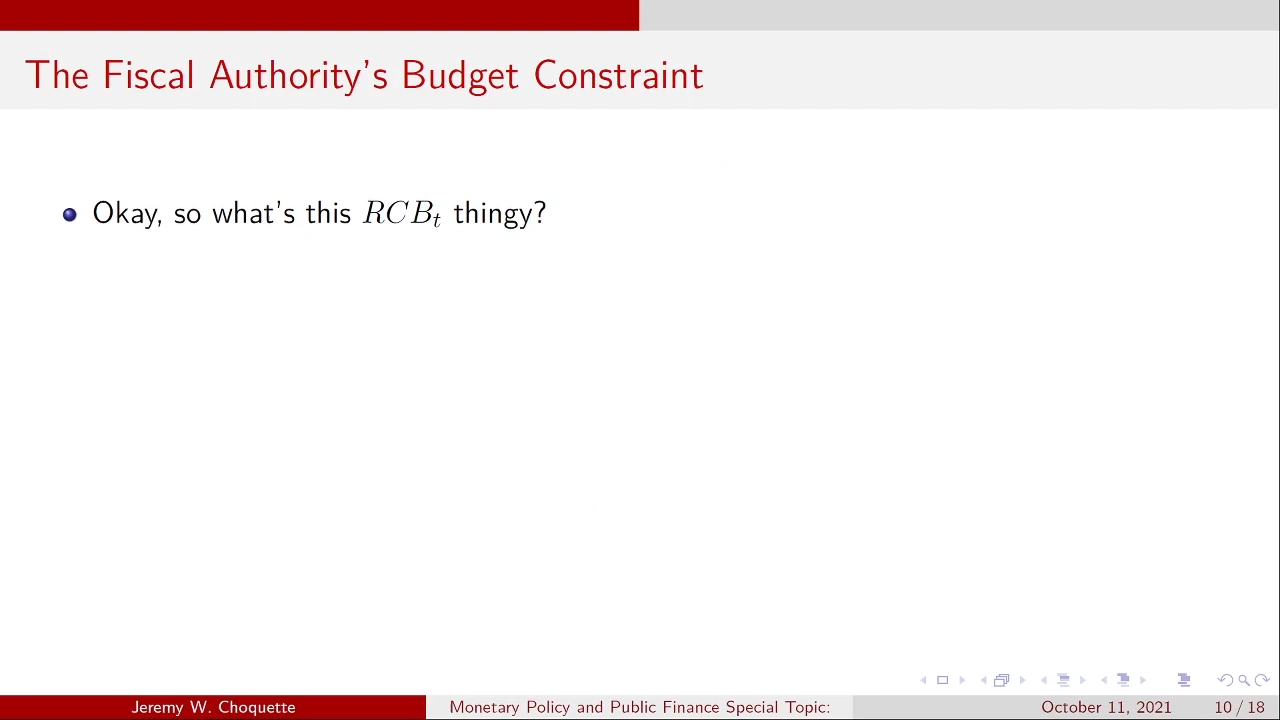 The Fiscal Authority's Budget Constraint
Okay, so what's this RCBₜ thingy?
Jeremy W. Choquette
Monetary Policy and Public Finance Special Topic:
October 11, 2021
10 / 18